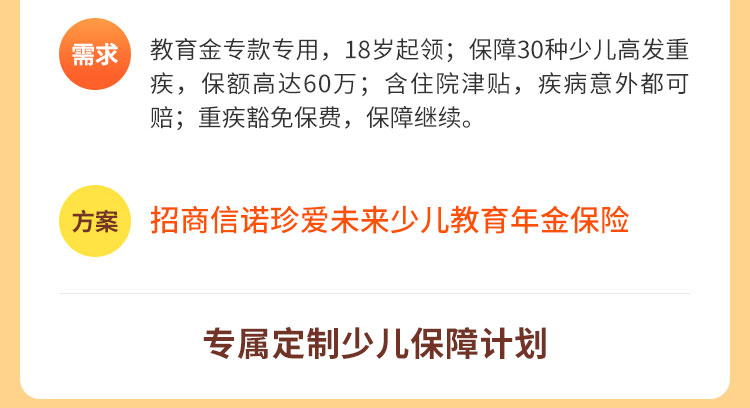 需求
教育金专款专用，18岁起领；保障30种少儿高发重
疾，保额高达60万；含住院津贴，疾病意外都可
赔；重疾豁免保费，保障继续。
方案
招商信诺珍爱未来少儿教育年金保险
专属定制少儿保障计划